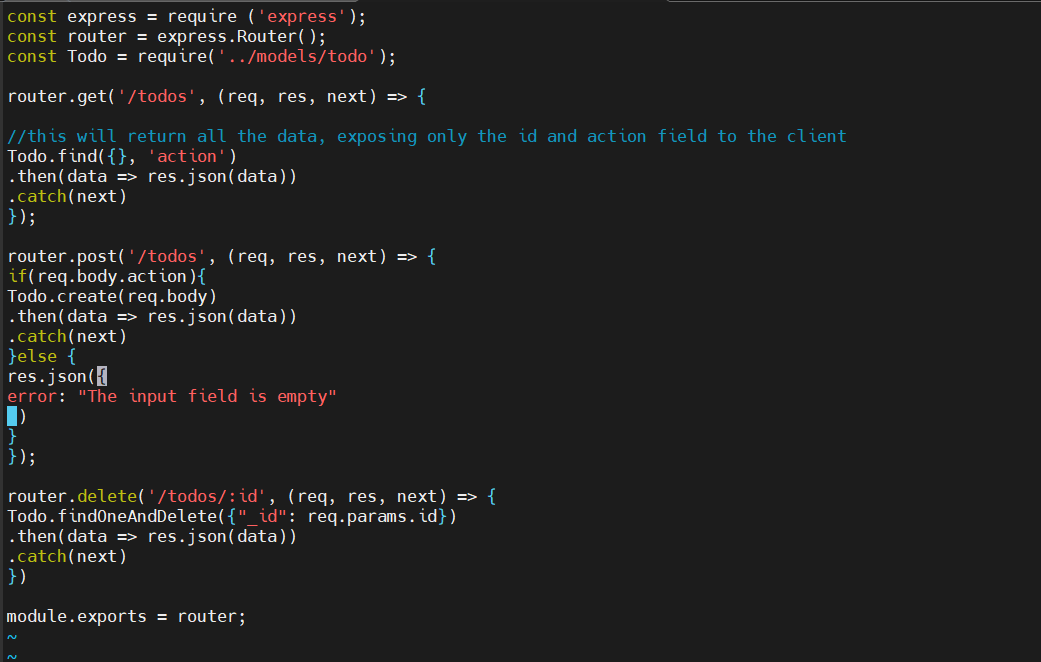 const express = require ('express');
const router = express.Router();
const Todo = require('../models/todo');

router.get('/todos', (req, res, next) => {

//this will return all the data, exposing only the id and action field to the client
Todo.find({}, 'action')
.then(data => res.json(data))
.catch(next)
});

router.post('/todos', (req, res, next) => {
if(req.body.action){
Todo.create(req.body)
.then(data => res.json(data))
.catch(next)
}else {
res.json({
error: "The input field is empty"
})
}
});

router.delete('/todos/:id', (req, res, next) => {
Todo.findOneAndDelete({"_id": req.params.id})
.then(data => res.json(data))
.catch(next)
})

module.exports = router;
~
~